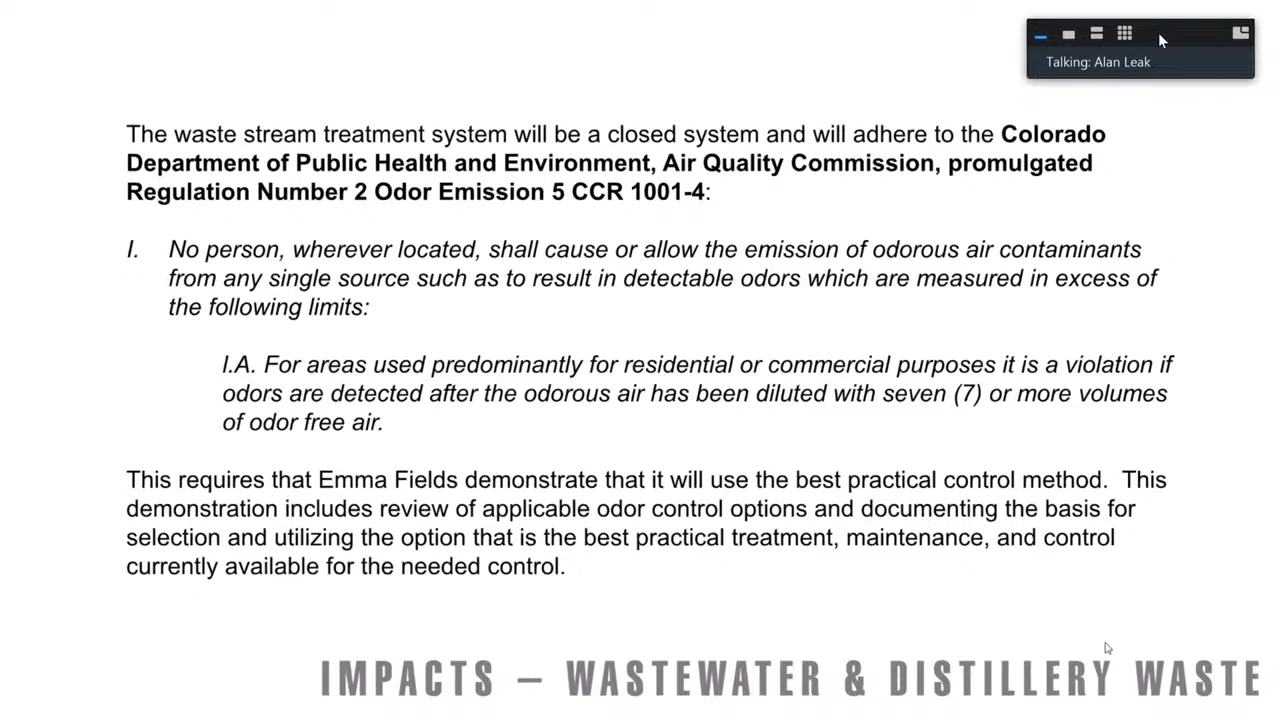 Talking: Alan Leak
The waste stream treatment system will be a closed system and will adhere to the Colorado
Department of Public Health and Environment, Air Quality Commission, promulgated
Regulation Number 2 Odor Emission 5 CCR 1001-4:
I. No person, wherever located, shall cause or allow the emission of odorous air contaminants
from any single source such as to result in detectable odors which are measured in excess of
the following limits:
I.A. For areas used predominantly for residential or commercial purposes it is a violation if
odors are detected after the odorous air has been diluted with seven (7) or more volumes
of odor free air.
This requires that Emma Fields demonstrate that it will use the best practical control method. This
demonstration includes review of applicable odor control options and documenting the basis for
selection and utilizing the option that is the best practical treatment, maintenance, and control
currently available for the needed control.
IMPACTS – WASTEWATER & DISTILLERY WASTE